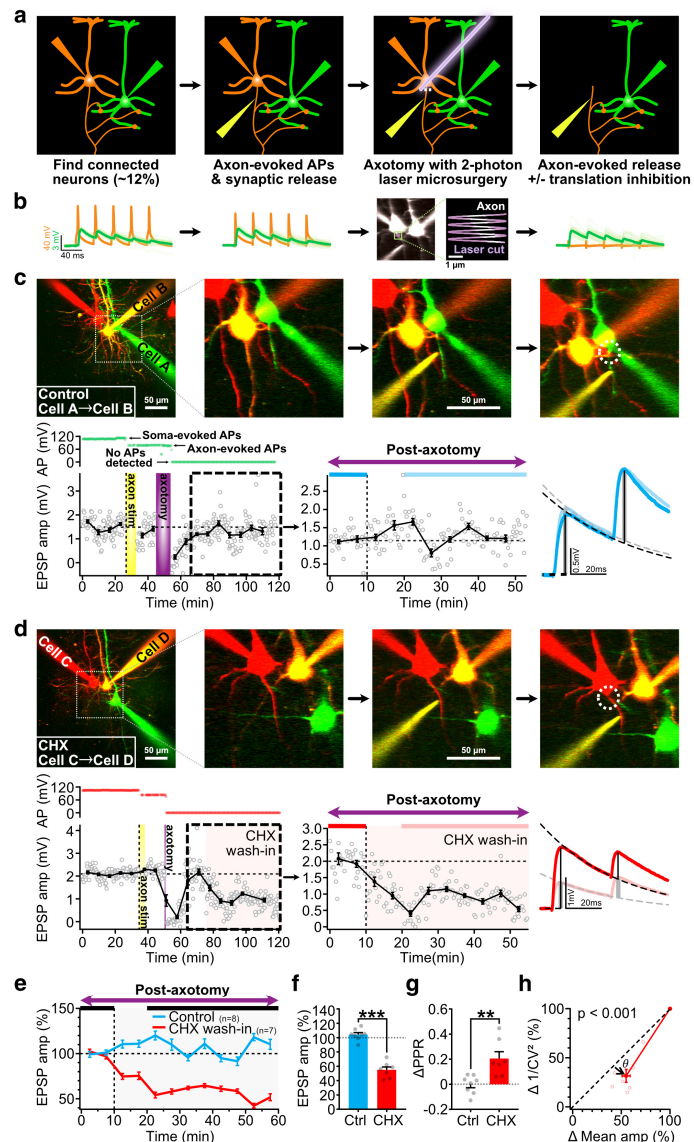 a
Find connected
neurons (~12%)
Axon-evoked APs
& synaptic release
Axotomy with 2-photon
laser microsurgery
Axon-evoked release
+/- translation inhibition
b
40 mV
3 mV
40 ms
Axon
Laser cut
1 µm
c
Cell B
Cell A
Control
Cell A→Cell B
50 µm
50 µm
AP (mV)
120
60
0
Soma-evoked APs
Axon-evoked APs
No APs
detected
EPSP amp (mV)
3
2
1
0
axon stim
axotomy
0 20 40 60 80 100 120
Time (min)
Post-axotomy
2.5
2.0
1.5
1.0
0.5
0
0 10 20 30 40 50
Time (min)
0.5mV
20ms
d
Cell C
Cell D
CHX
Cell C→Cell D
50 µm
50 µm
AP (mV)
120
60
0
EPSP amp (mV)
4
3
2
1
0
axon stim
axotomy
CHX
wash-in
0 20 40 60 80 100 120
Time (min)
Post-axotomy
CHX wash-in
3.0
2.5
2.0
1.5
1.0
0.5
0
0 10 20 30 40 50
Time(min)
1mV
20ms
e
Post-axotomy
EPSP amp (%)
150
100
50
Control (n=8)
CHX wash-in (n=7)
0 10 20 30 40 50 60
Time (min)
f
EPSP amp (%)
120
100
80
60
40
20
0
***
Ctrl CHX
g
ΔPPR
0.6
0.4
0.2
0
-0.2
**
Ctrl CHX
h
p < 0.001
Δ 1/CV² (%)
100
50
0
θ
0 50 100
Δ Mean amp (%)